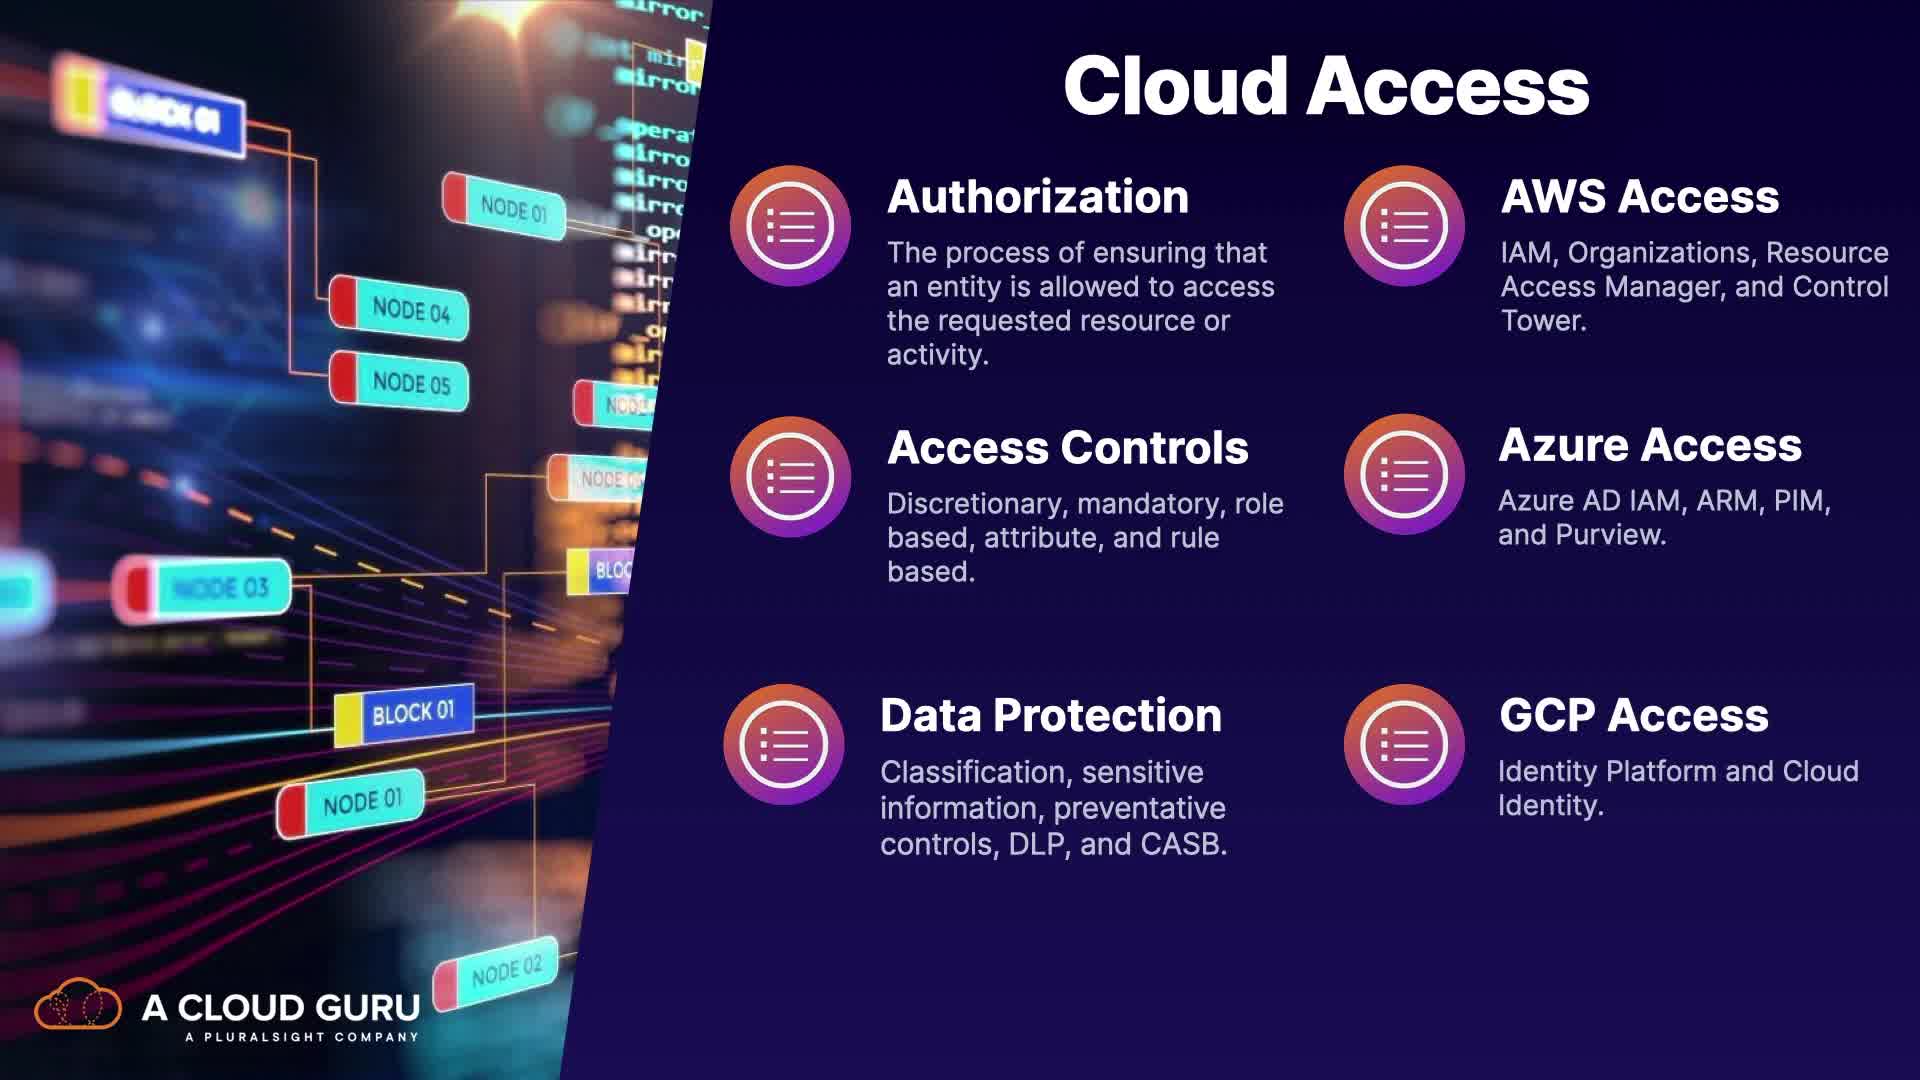 Cloud Access
Authorization
The process of ensuring that
an entity is allowed to access
the requested resource or
activity.
Access Controls
Discretionary, mandatory, role
based, attribute, and rule
based.
Data Protection
Classification, sensitive
information, preventative
controls, DLP, and CASB.
AWS Access
IAM, Organizations, Resource
Access Manager, and Control
Tower.
Azure Access
Azure AD IAM, ARM, PIM,
and Purview.
GCP Access
Identity Platform and Cloud
Identity.
BLOCK 01
NODE 01
NODE 04
NODE 05
NODE 03
BLOCK 01
NODE 01
NODE 02
A CLOUD GURU
A PLURALSIGHT COMPANY